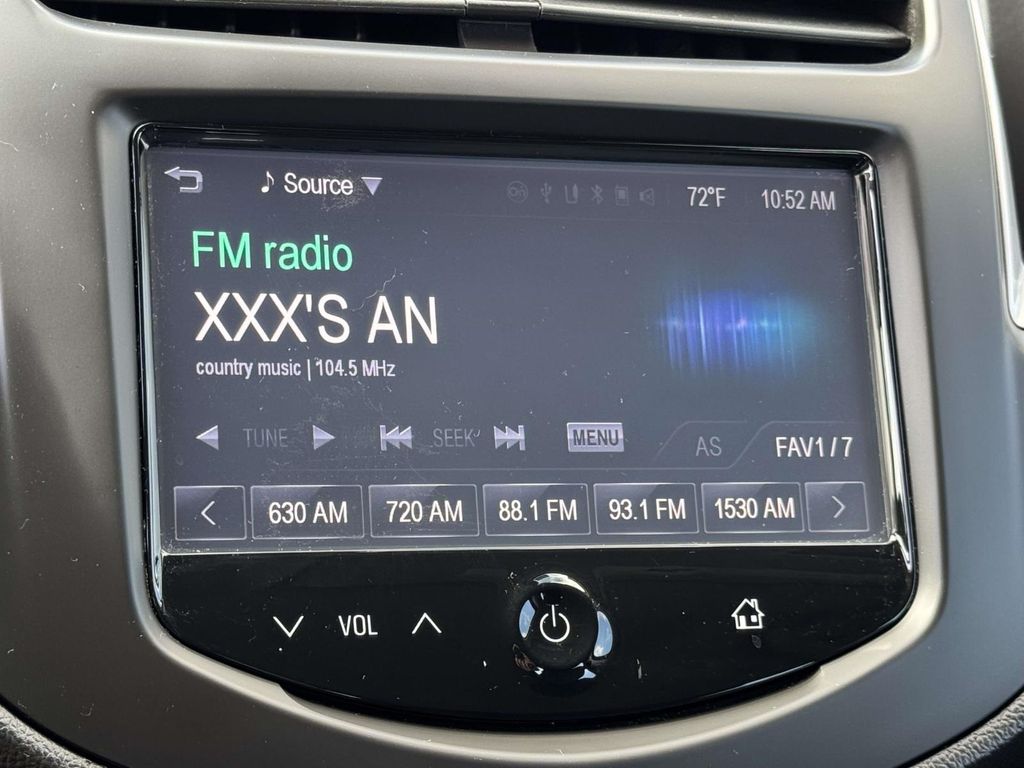 Source 72°F 10:52 AM
FM radio
XXX'S AN
country music | 104.5 MHz
TUNE SEEK MENU AS FAV1 / 7
630 AM 720 AM 88.1 FM 93.1 FM 1530 AM
VOL